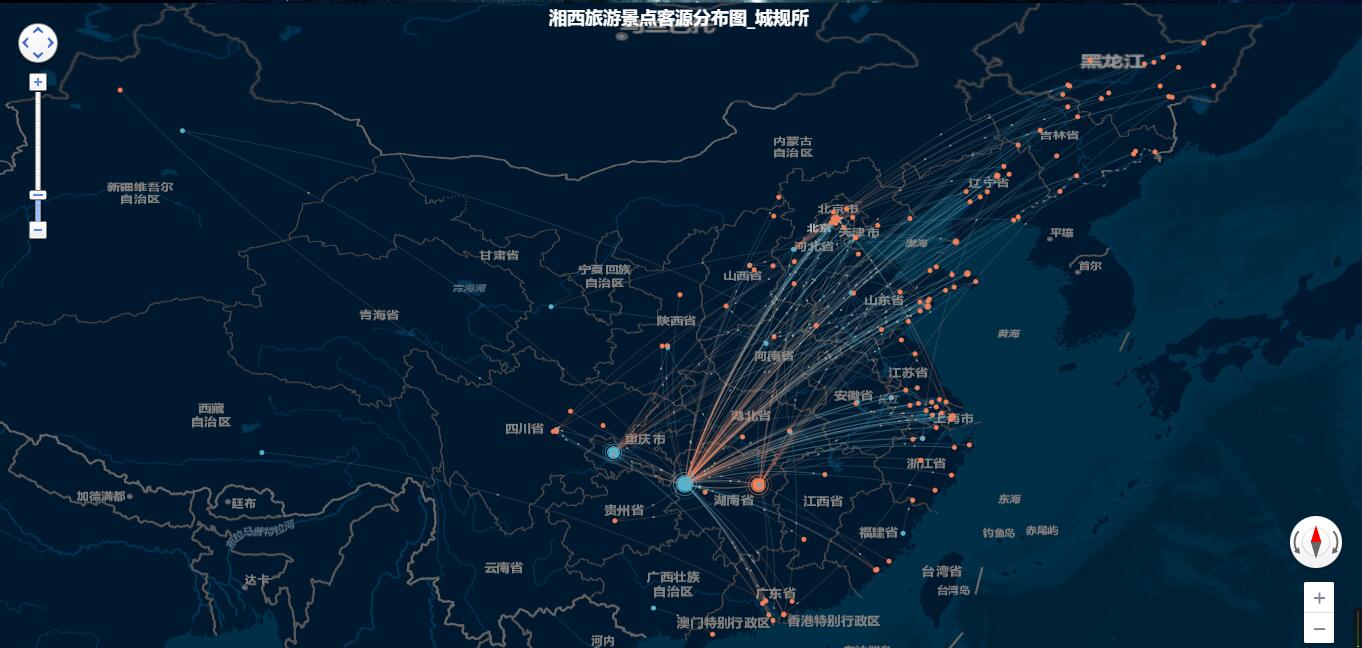 湘西旅游景点客源分布图_城规所
黑龙江
吉林省
内蒙古
自治区
辽宁省
新疆维吾尔
自治区
北京市
北京
天津市
平壤
渤海
河北省
甘肃省
首尔
宁夏回族
自治区
山西省
青海湖
山东省
青海省
陕西省
黄海
河南省
江苏省
安徽省
长江
西藏
自治区
湖北省
上海市
四川省
重庆市
浙江省
加德满都
廷布
湖南省
江西省
东海
贵州省
福建省
钓鱼岛
赤尾屿
云南省
台湾省
台湾岛
达卡
广西壮族
自治区
广东省
澳门特别行政区
香港特别行政区
河内